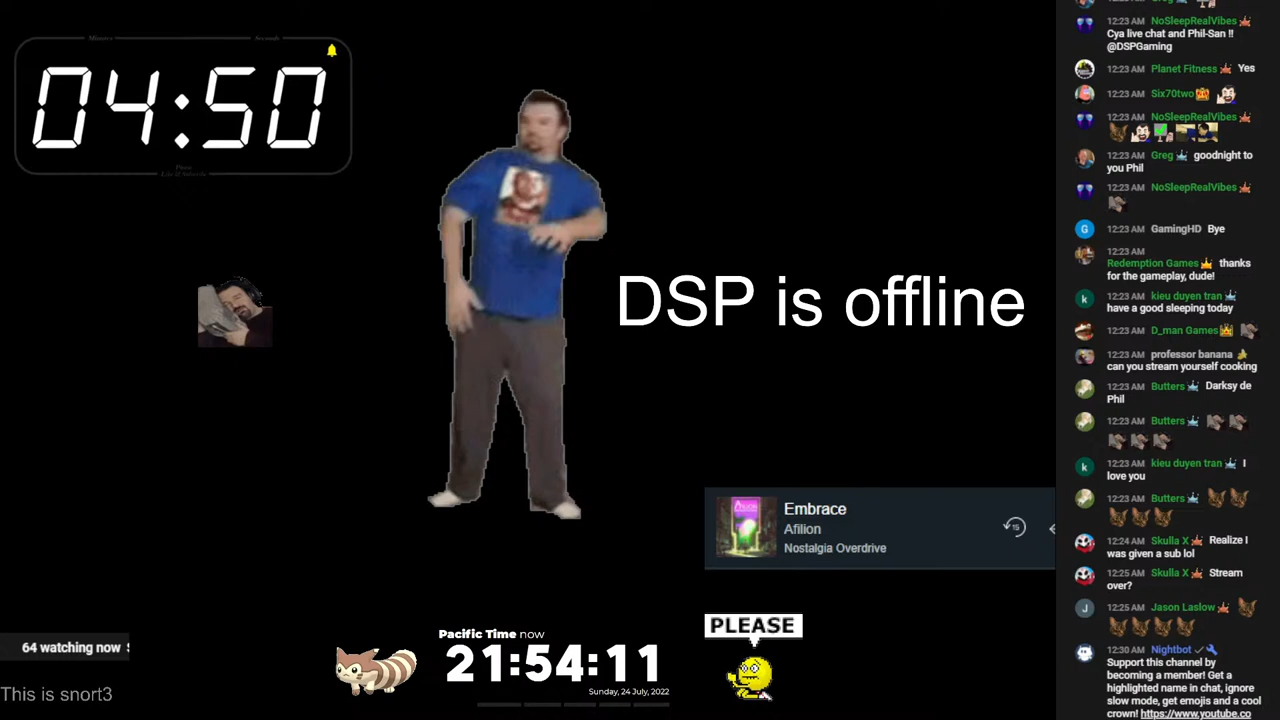 Minutes
Seconds
04:50
DSP is offline
Embrace
Afilion
Nostalgia Overdrive
15
PLEASE
64 watching now
Pacific Time now
21:54:11
Sunday, 24 July, 2022
This is snort3
Greg
12:23 AM NoSleepRealVibes
Cya live chat and Phil-San !!
@DSPGaming
12:23 AM Planet Fitness Yes
12:23 AM Six70two
12:23 AM NoSleepRealVibes
12:23 AM Greg goodnight to
you Phil
12:23 AM NoSleepRealVibes
G 12:23 AM GamingHD Bye
12:23 AM
Redemption Games thanks
for the gameplay, dude!
k 12:23 AM kieu duyen tran
have a good sleeping today
12:23 AM D_man Games
12:23 AM professor banana
can you stream yourself cooking
12:23 AM Butters Darksy de
Phil
12:23 AM Butters
k 12:23 AM kieu duyen tran I
love you
12:23 AM Butters
12:24 AM Skulla X Realize I
was given a sub lol
12:25 AM Skulla X Stream
over?
J 12:25 AM Jason Laslow
12:30 AM Nightbot
Support this channel by
becoming a member! Get a
highlighted name in chat, ignore
slow mode, get emojis and a cool
crown! https://www.youtube.co